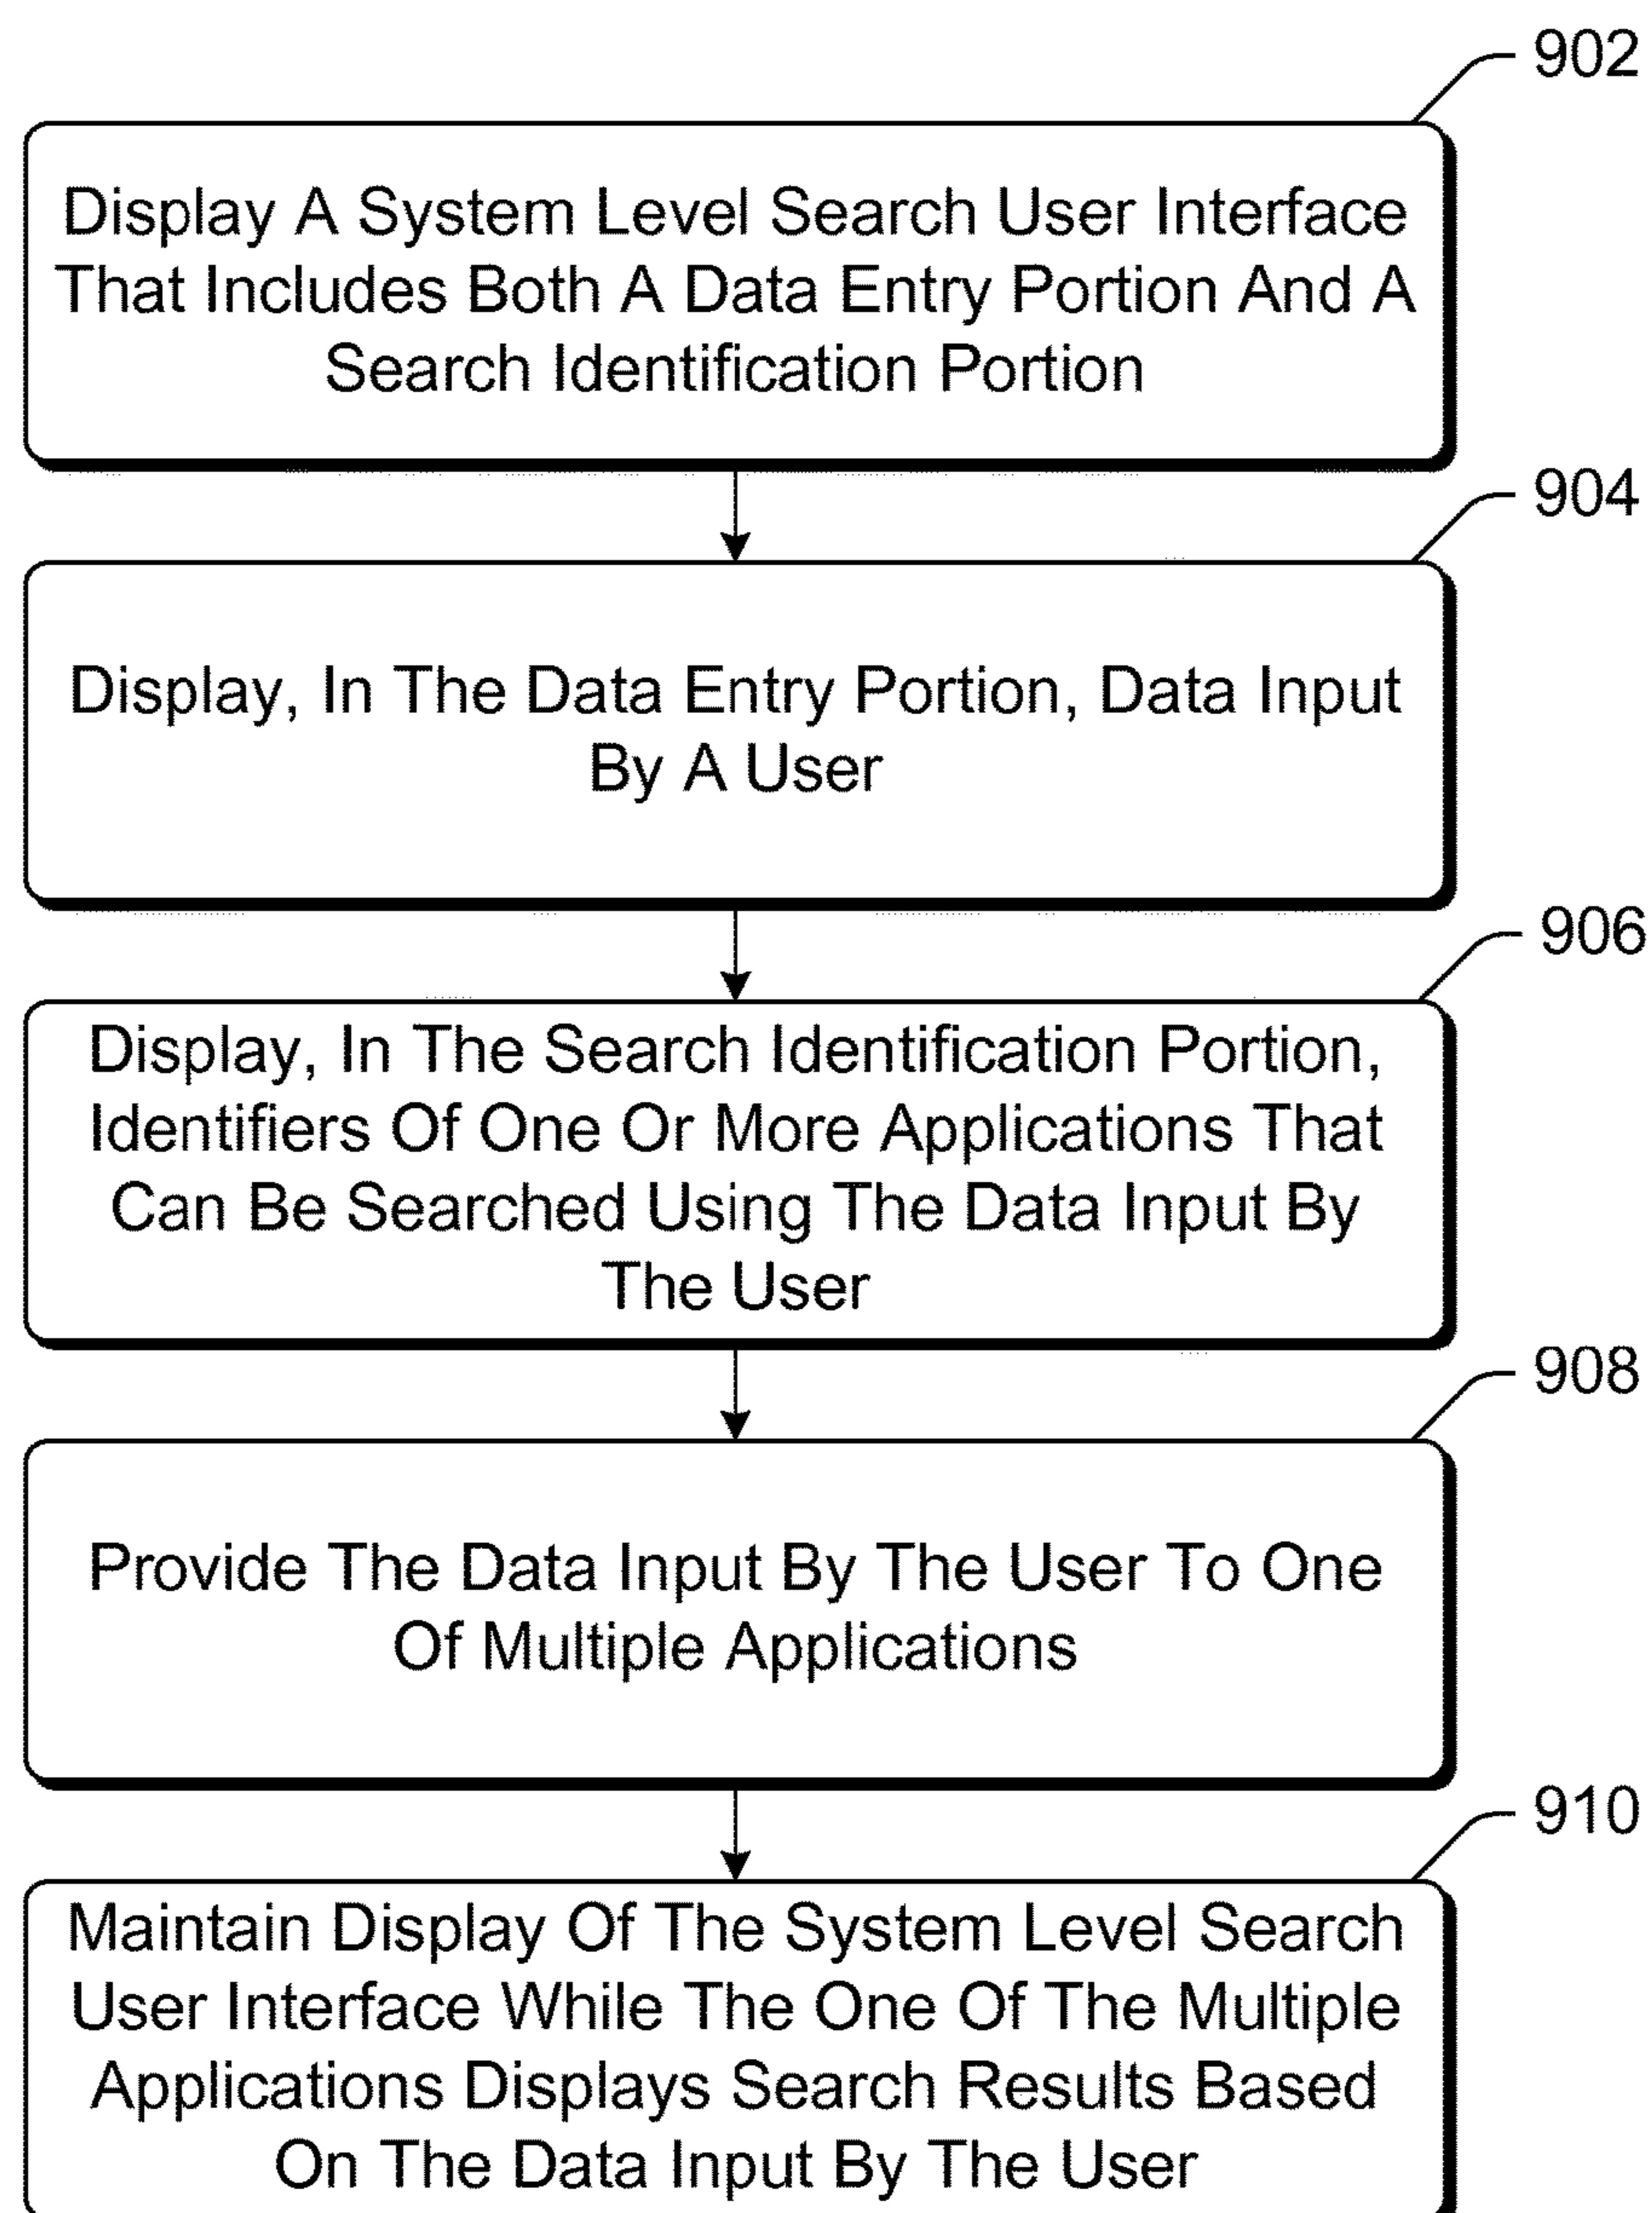 902
Display A System Level Search User Interface
That Includes Both A Data Entry Portion And A
Search Identification Portion
904
Display, In The Data Entry Portion, Data Input
By A User
906
Display, In The Search Identification Portion,
Identifiers Of One Or More Applications That
Can Be Searched Using The Data Input By
The User
908
Provide The Data Input By The User To One
Of Multiple Applications
910
Maintain Display Of The System Level Search
User Interface While The One Of The Multiple
Applications Displays Search Results Based
On The Data Input By The User